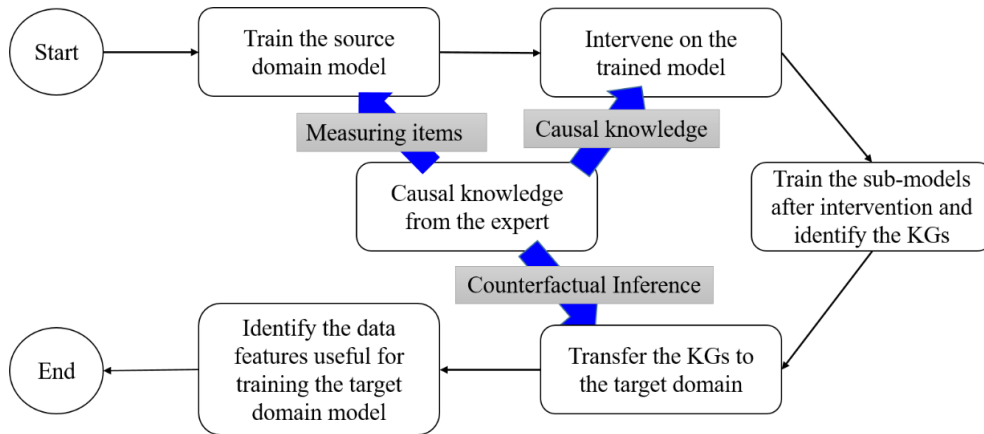 Start
Train the source
domain model
Intervene on the
trained model
Measuring items
Causal knowledge
Causal knowledge
from the expert
Train the sub-models
after intervention and
identify the KGs
Counterfactual Inference
End
Identify the data
features useful for
training the target
domain model
Transfer the KGs to
the target domain